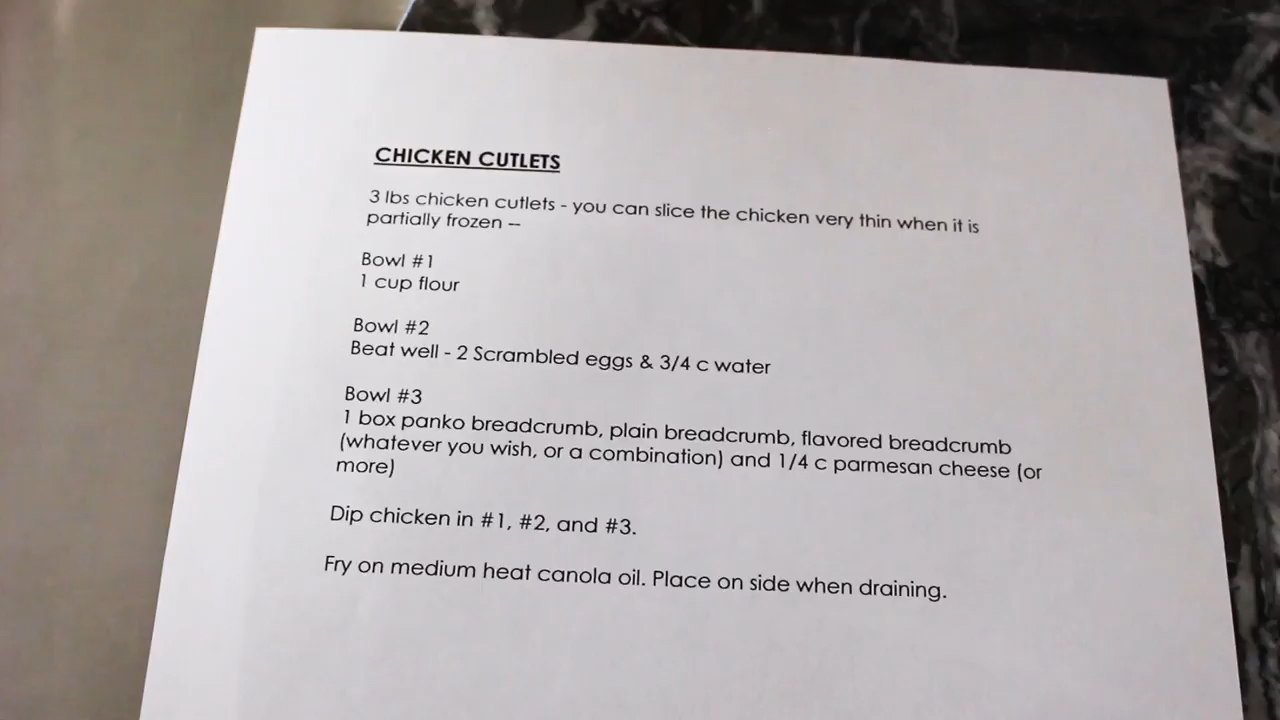 CHICKEN CUTLETS
3 lbs chicken cutlets - you can slice the chicken very thin when it is
partially frozen –
Bowl #1
1 cup flour
Bowl #2
Beat well - 2 Scrambled eggs & 3/4 c water
Bowl #3
1 box panko breadcrumb, plain breadcrumb, flavored breadcrumb
(whatever you wish, or a combination) and 1/4 c parmesan cheese (or
more)
Dip chicken in #1, #2, and #3.
Fry on medium heat canola oil. Place on side when draining.